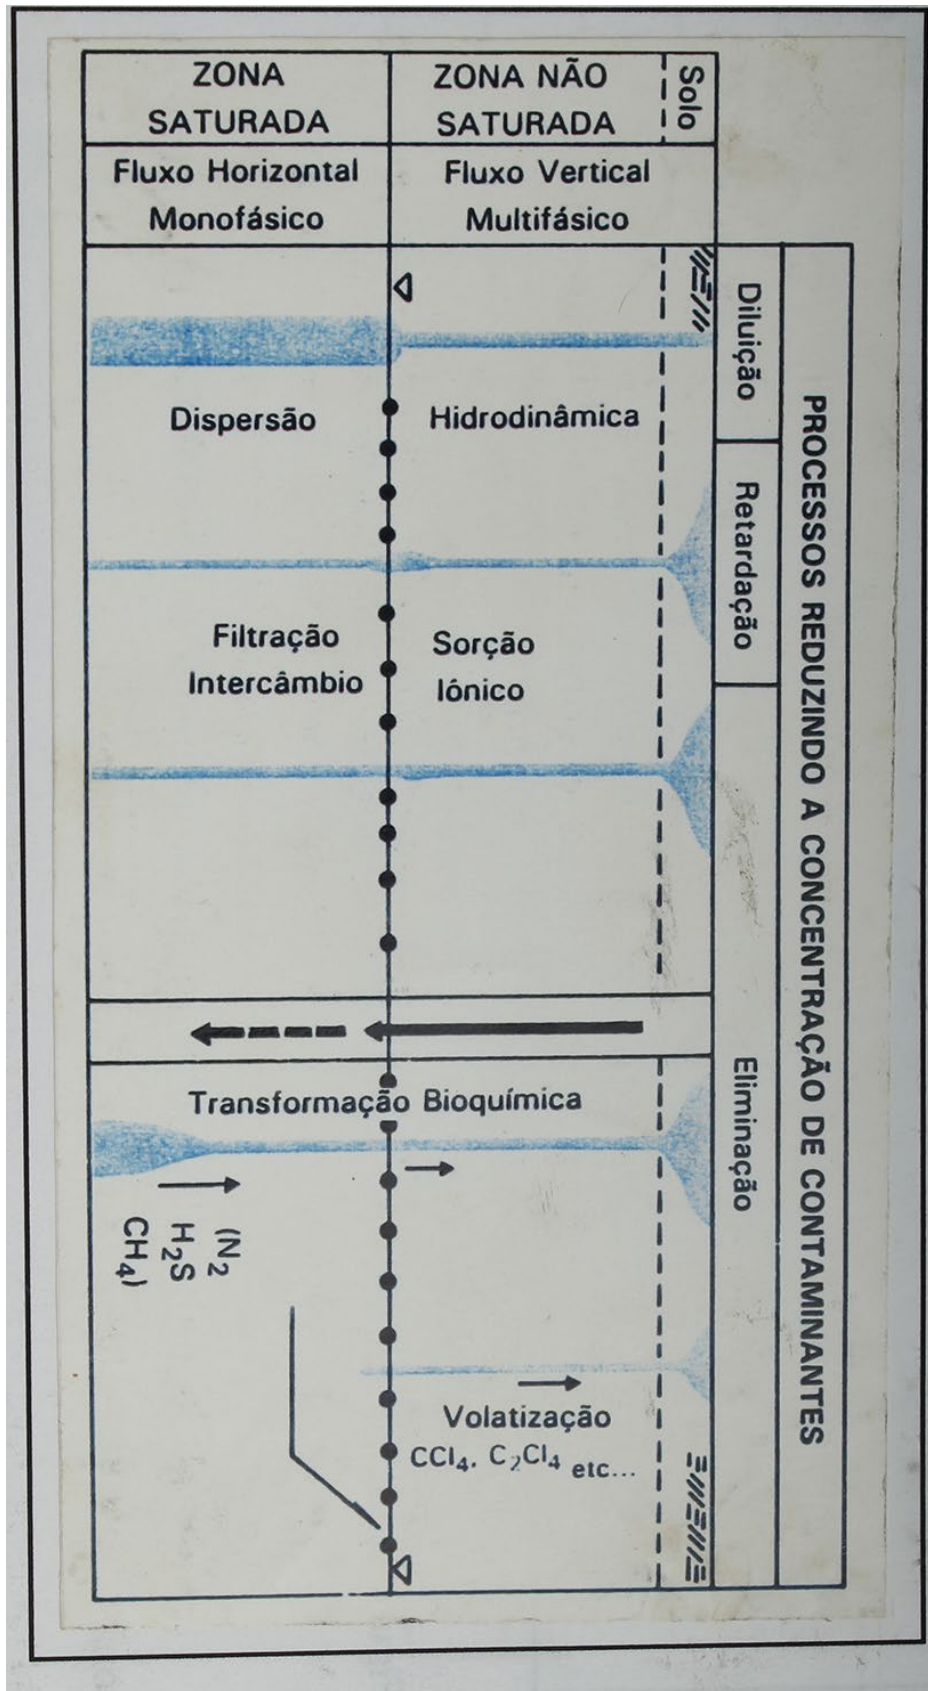 ZONA
SATURADA
ZONA NÃO
SATURADA
Solo
Fluxo Horizontal
Monofásico
Fluxo Vertical
Multifásico
PROCESSOS REDUZINDO A CONCENTRAÇÃO DE CONTAMINANTES
Diluição
Retardação
Eliminação
Dispersão
Hidrodinâmica
Filtração
Sorção
Intercâmbio
Iónico
Transformação Bioquímica
(N₂
H₂S
CH₄)
Volatização
CCl₄, C₂Cl₄ etc...